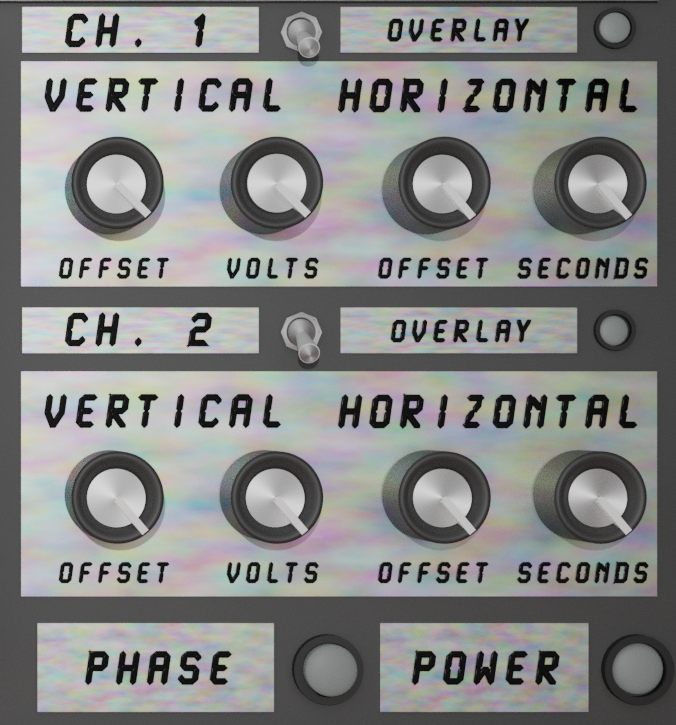 CH. 1 OVERLAY
VERTICAL HORIZONTAL
OFFSET VOLTS OFFSET SECONDS
CH. 2 OVERLAY
VERTICAL HORIZONTAL
OFFSET VOLTS OFFSET SECONDS
PHASE POWER